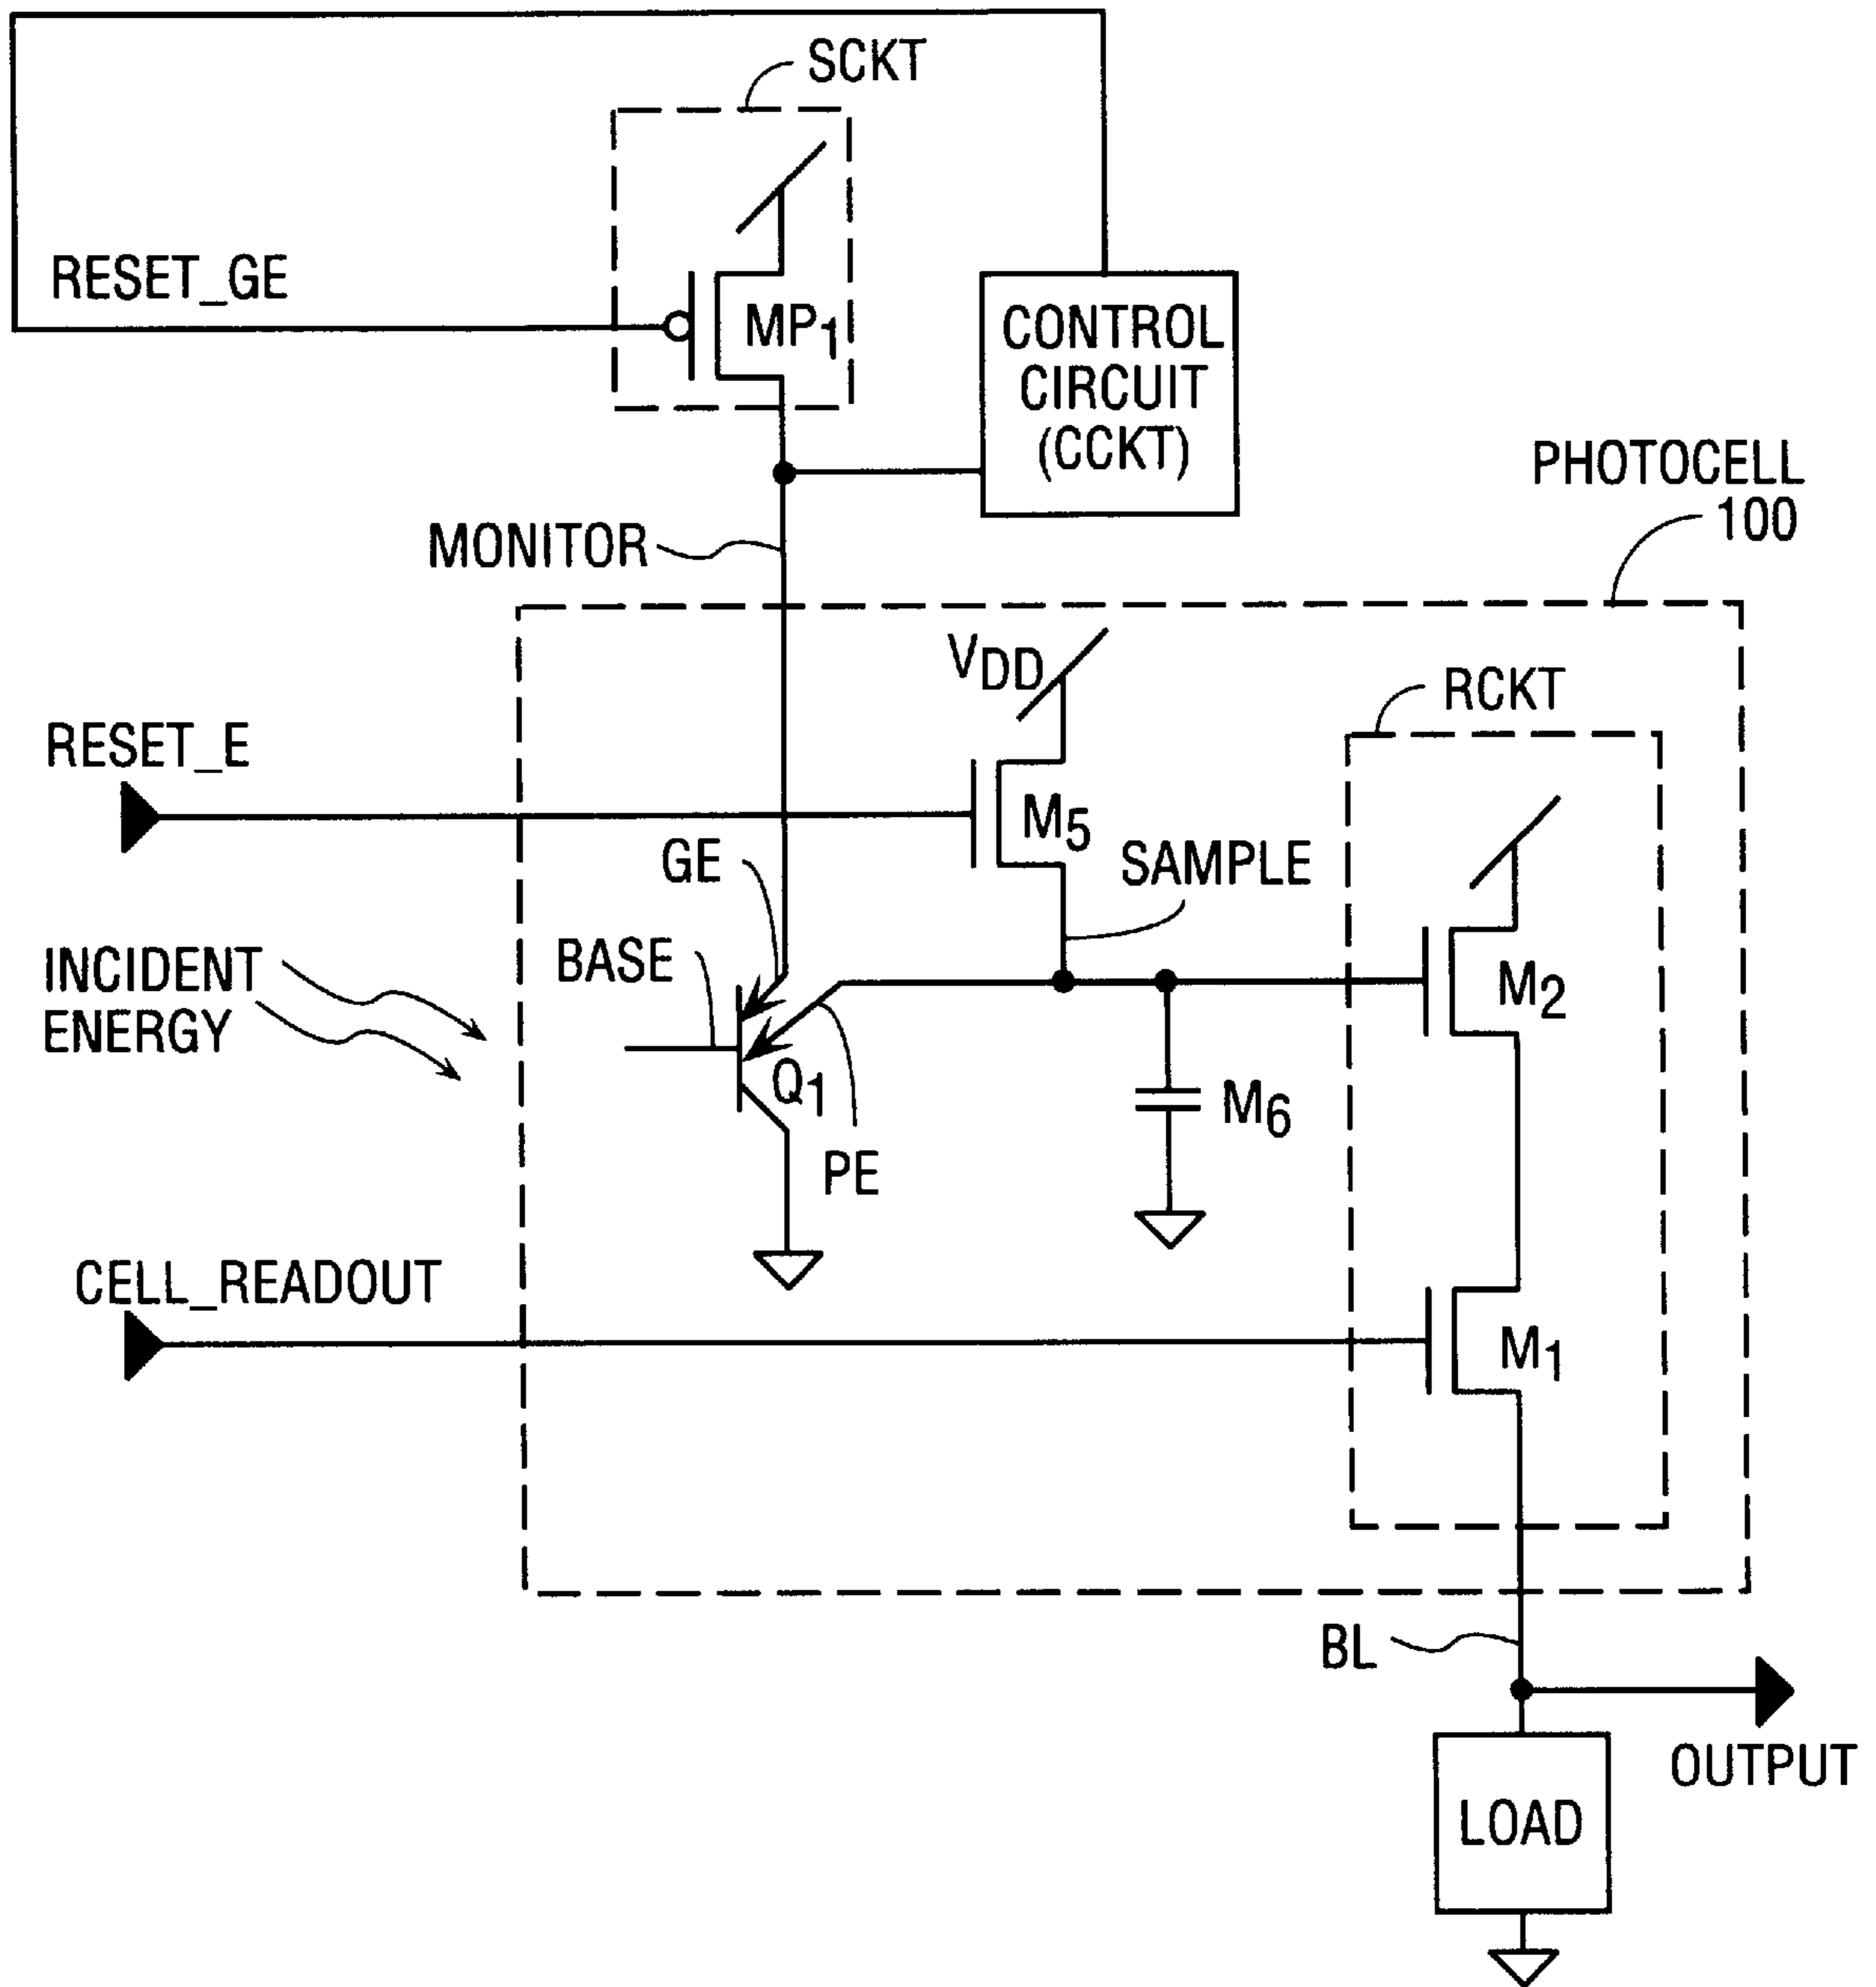 SCKT
RESET_GE
MP1
CONTROL
CIRCUIT
(CCKT)
PHOTOCELL
100
MONITOR
VDD
RCKT
RESET_E
M5
GE
SAMPLE
BASE
INCIDENT
ENERGY
M2
Q1
M6
PE
CELL_READOUT
M1
BL
OUTPUT
LOAD